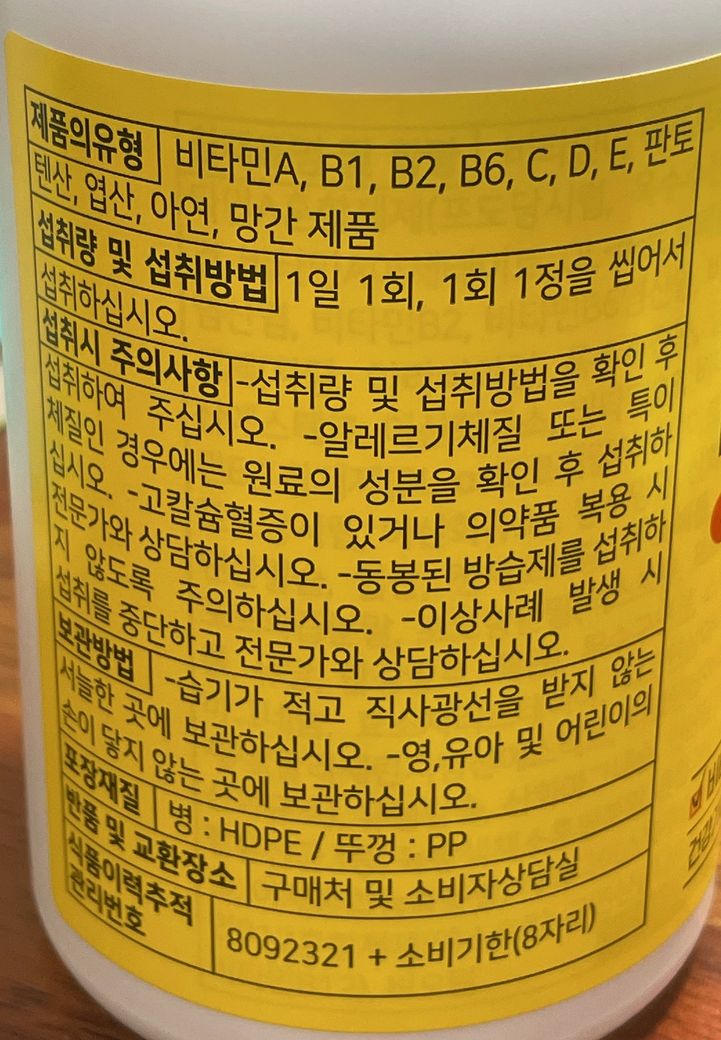 제품의유형 비타민A, B1, B2, B6, C, D, E, 판토
텐산, 엽산, 아연, 망간 제품
섭취량 및 섭취방법 1일 1회, 1회 1정을 씹어서
섭취하십시오.
섭취시 주의사항 -섭취량 및 섭취방법을 확인 후
섭취하여 주십시오. -알레르기체질 또는 특이
체질인 경우에는 원료의 성분을 확인 후 섭취하
십시오. -고칼슘혈증이 있거나 의약품 복용 시
전문가와 상담하십시오. -동봉된 방습제를 섭취하
지 않도록 주의하십시오. -이상사례 발생 시
섭취를 중단하고 전문가와 상담하십시오.
보관방법 -습기가 적고 직사광선을 받지 않는
서늘한 곳에 보관하십시오. -영,유아 및 어린이의
손이 닿지 않는 곳에 보관하십시오.
포장재질 병 : HDPE / 뚜껑 : PP
반품 및 교환장소 구매처 및 소비자상담실
식품이력추적
관리번호 8092321 + 소비기한(8자리)